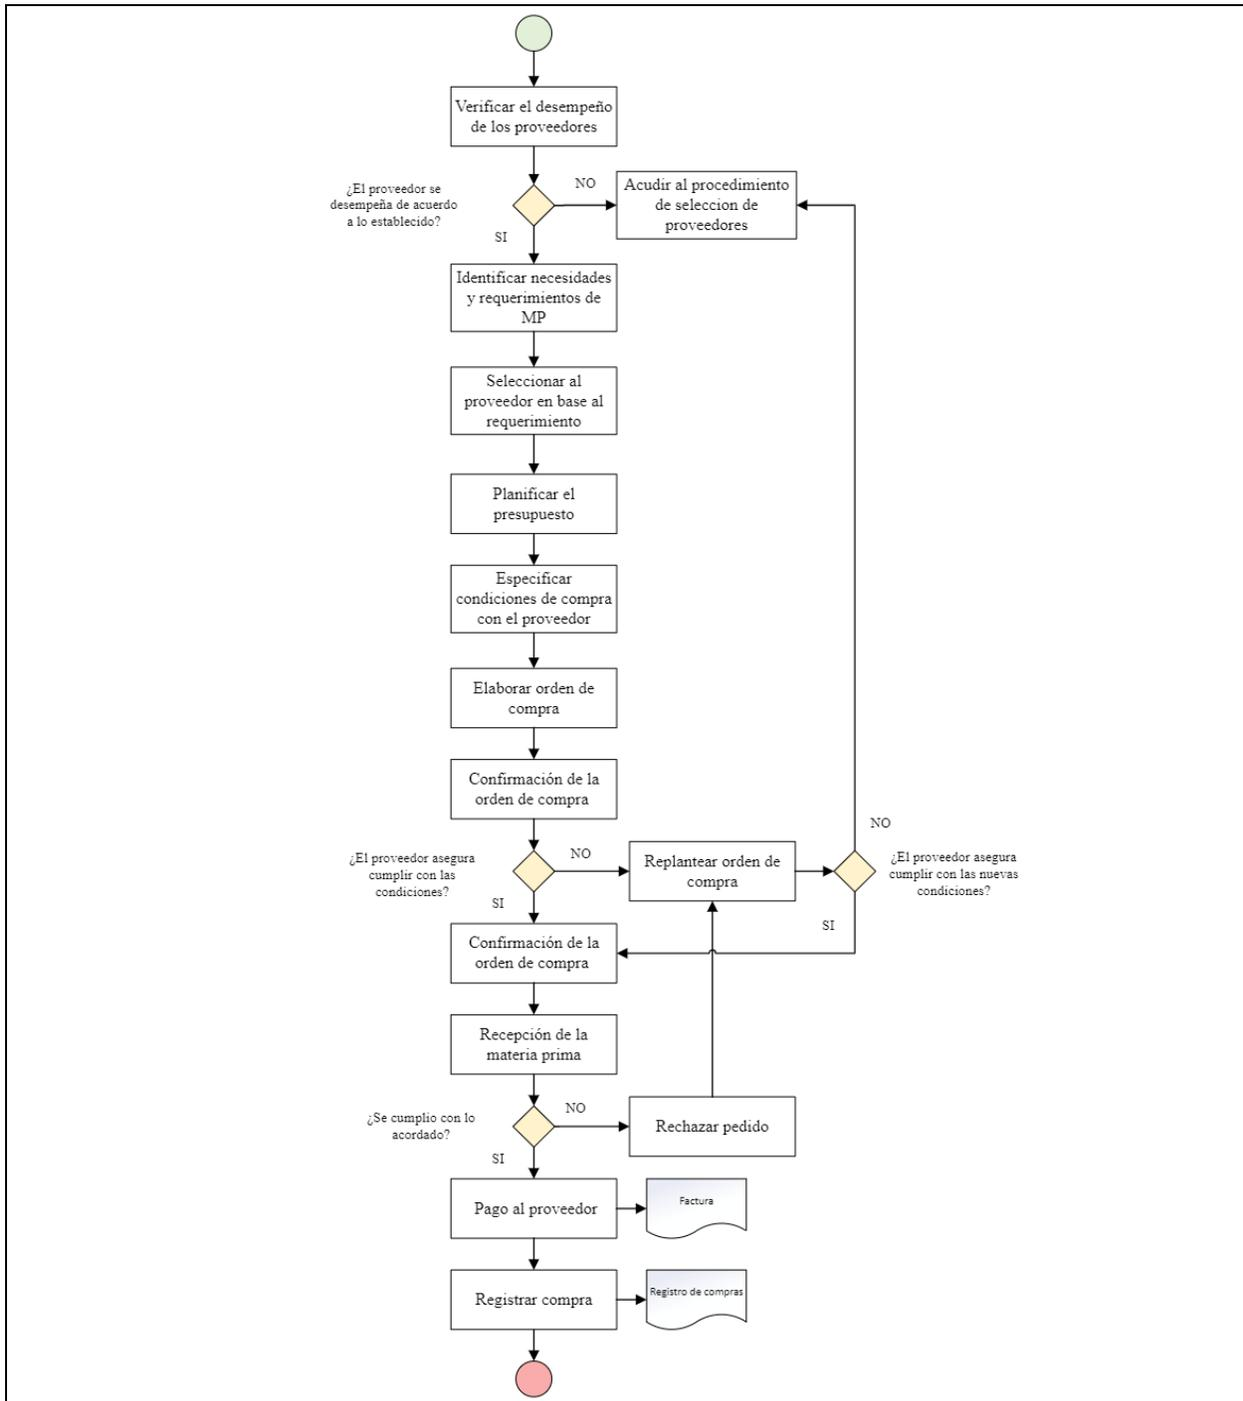 Verificar el desempeño
de los proveedores
¿El proveedor se
desempeña de acuerdo
a lo establecido?
NO
Acudir al procedimiento
de seleccion de
proveedores
SI
Identificar necesidades
y requerimientos de
MP
Seleccionar al
proveedor en base al
requerimiento
Planificar el
presupuesto
Especificar
condiciones de compra
con el proveedor
Elaborar orden de
compra
Confirmación de la
orden de compra
¿El proveedor asegura
cumplir con las
condiciones?
NO
Replantear orden de
compra
NO
¿El proveedor asegura
cumplir con las nuevas
condiciones?
SI
SI
Confirmación de la
orden de compra
Recepción de la
materia prima
¿Se cumplio con lo
acordado?
NO
Rechazar pedido
SI
Pago al proveedor
Factura
Registrar compra
Registro de compras